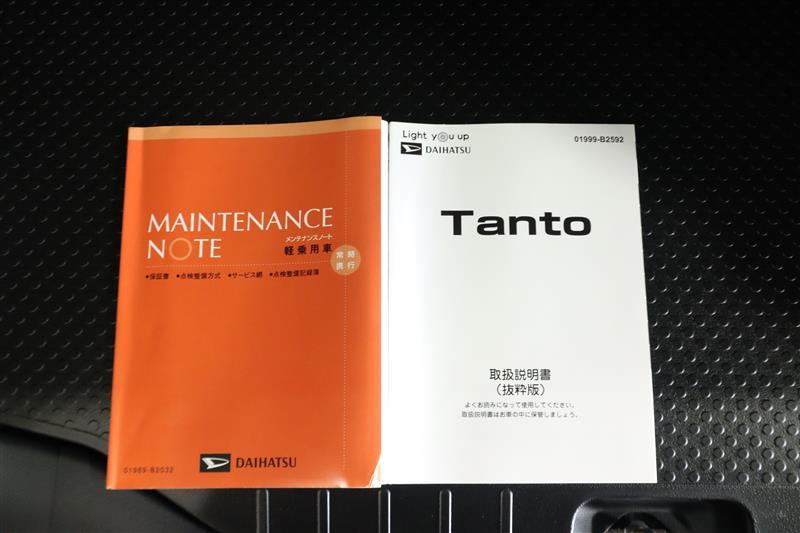 MAINTENANCE
NOTE
メンテナンスノート
軽乗用車
常時
携行
●保証書 ●点検整備方式 ●サービス網 ●点検整備記録簿
01989-B2032
DAIHATSU
Light you up
DAIHATSU
01999-B2592
Tanto
取扱説明書
（抜粋版）
よくお読みになって使用してください。
取扱説明書はお車の中に保管しましょう。